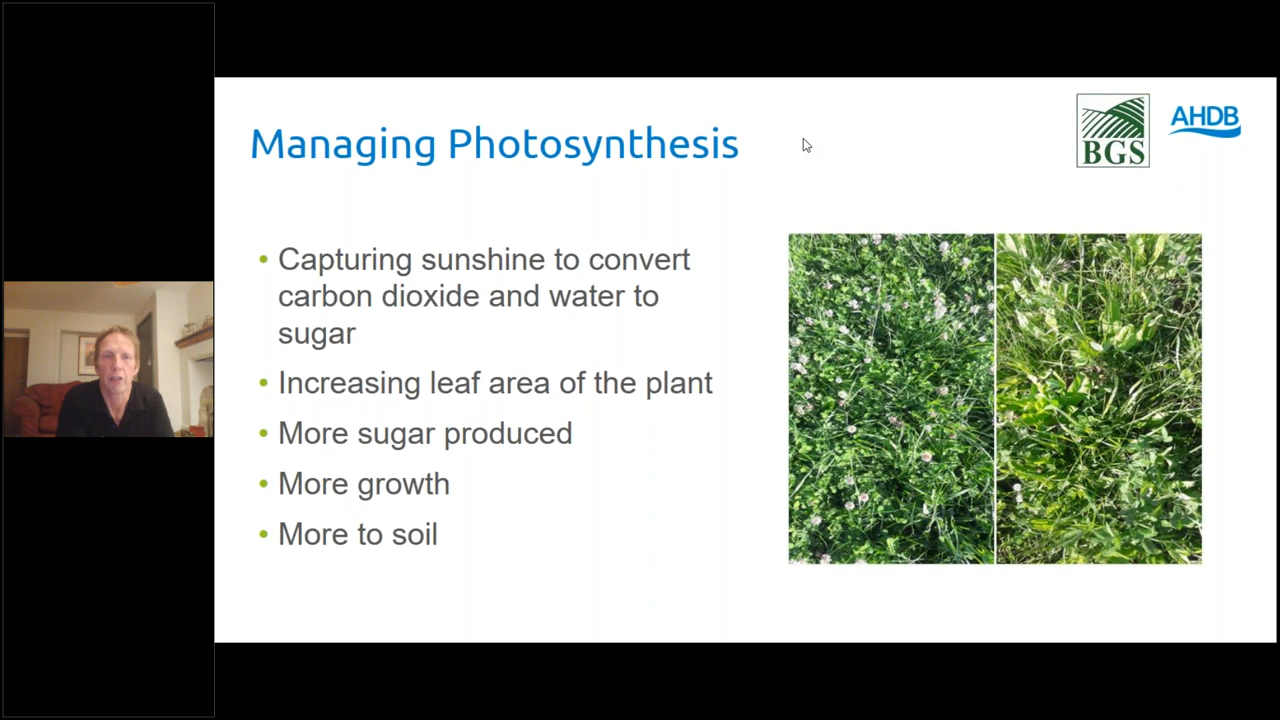 Managing Photosynthesis
BGS
AHDB
• Capturing sunshine to convert
carbon dioxide and water to
sugar
• Increasing leaf area of the plant
• More sugar produced
• More growth
• More to soil